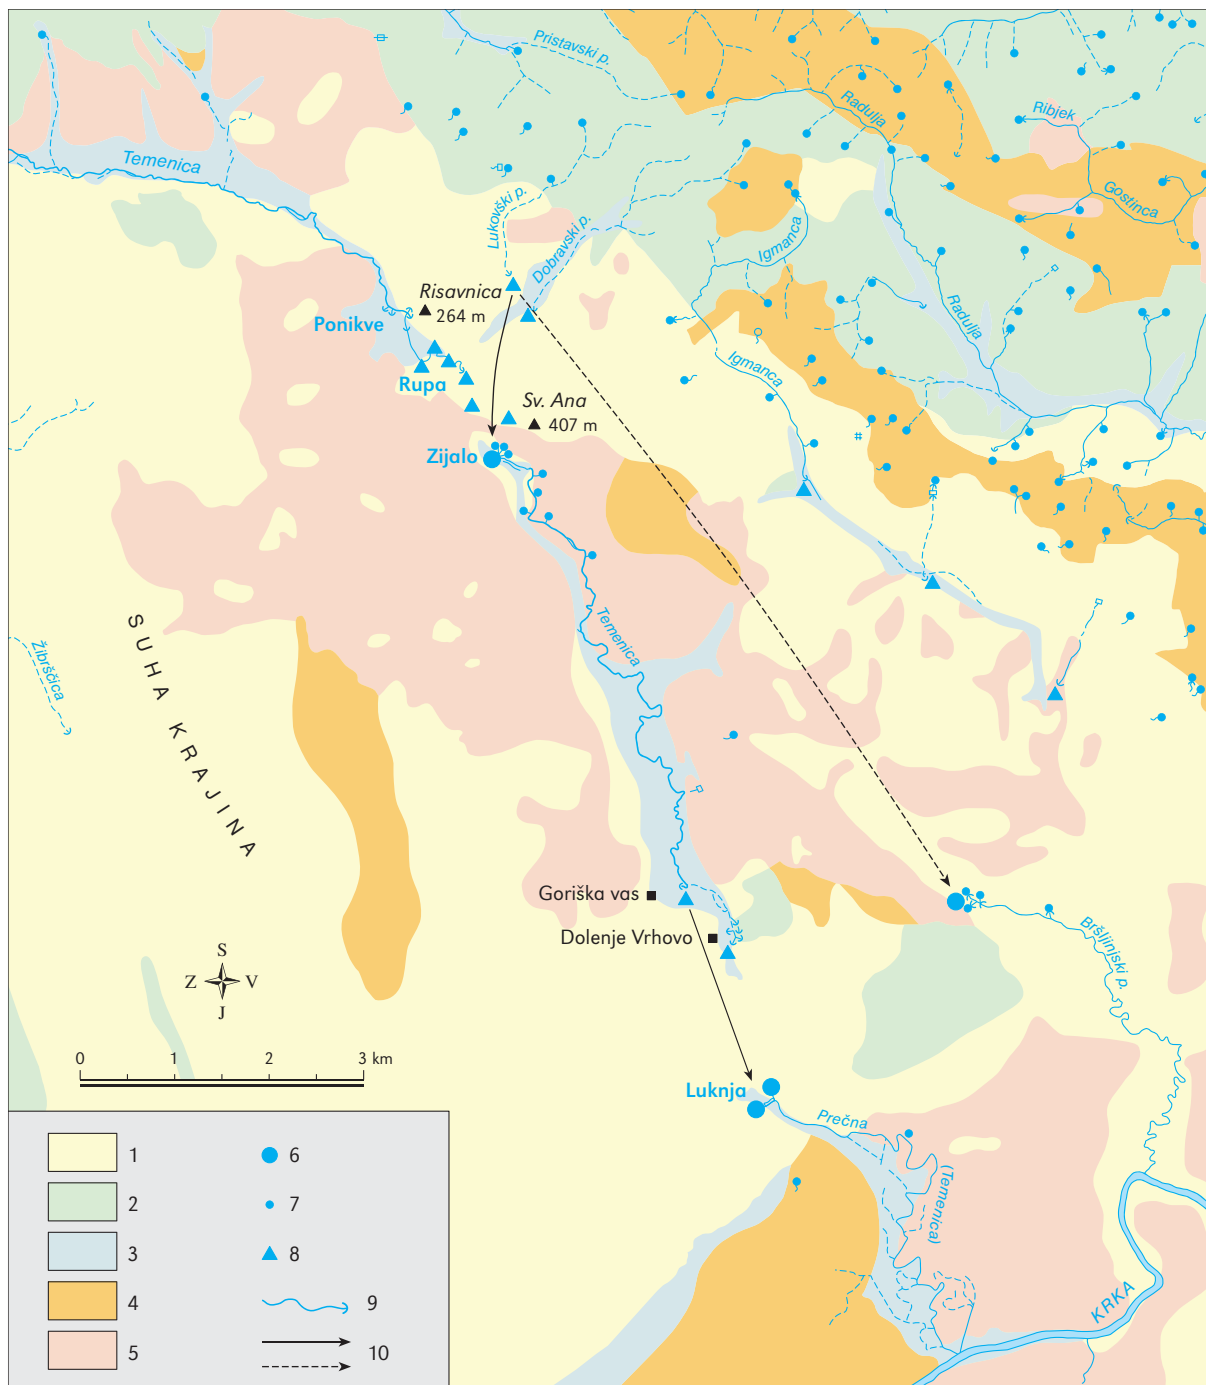 Pristavski p.
Radulja
Ribjek
Temenica
Gostinca
Lukovški p.
Dobravski p.
Igmanca
Risavnica
264 m
Radulja
Ponikve
Igmanca
Rupa
Sv. Ana
407 m
Zijalo
Temenica
Žibrščica
SUHA KRAJINA
Goriška vas
Dolenje Vrhovo
Bršljinjski p.
S
Z V
J
0 1 2 3 km
Luknja
Prečna
(Temenica)
KRKA
1 6
2 7
3 8
4 9
5 10